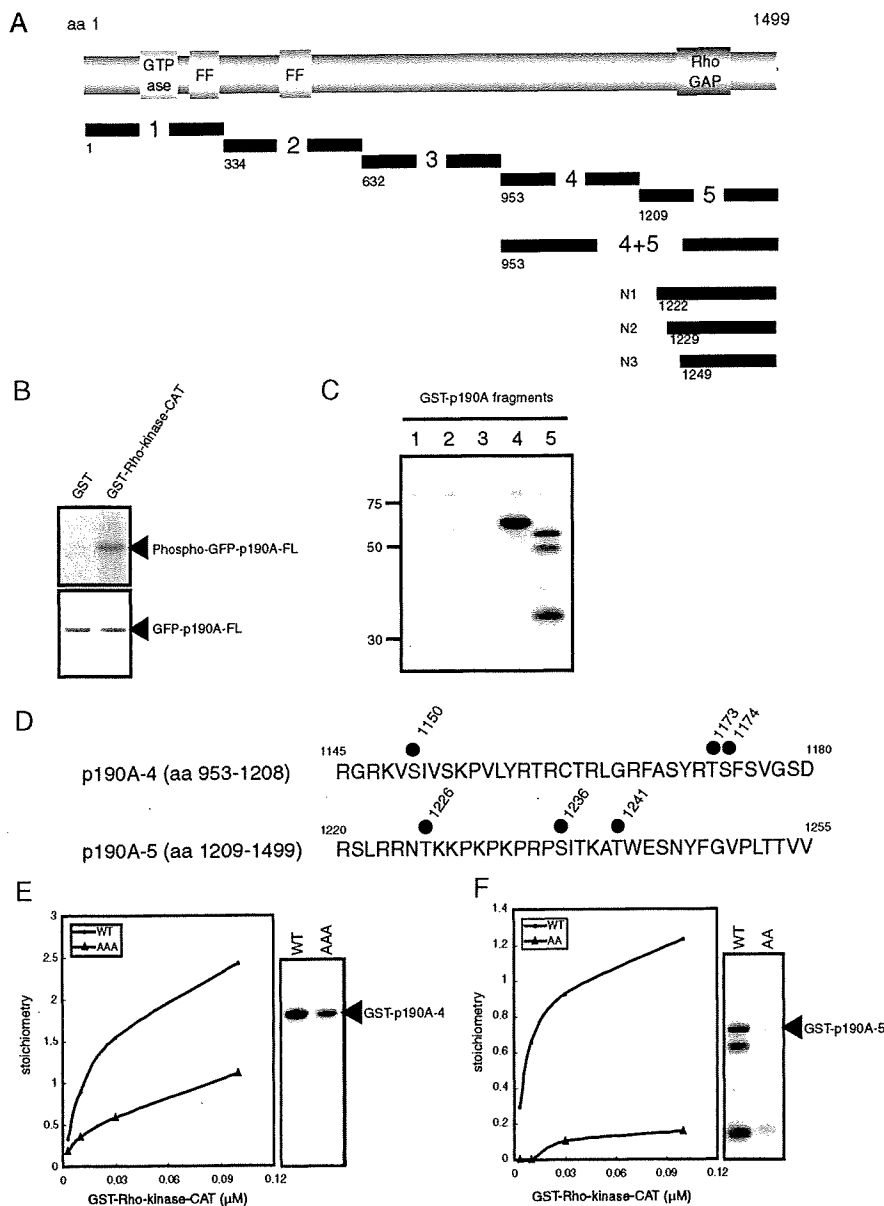 A
aa 1
1499
GTP
ase
FF
FF
Rho
GAP
1
1
334
2
632
3
953
4
1209
5
953
4+5
N1
1222
N2
1229
N3
1249
B
GST
GST-Rho-kinase-CAT
Phospho-GFP-p190A-FL
GFP-p190A-FL
C
GST-p190A fragments
1 2 3 4 5
75
50
30
D
1150
1173
1174
1145
1180
p190A-4 (aa 953-1208)
RGRKVSIVSKPVLYRTRCTRLGRFASYRTSFSVGSD
1226
1236
1241
1220
1255
p190A-5 (aa 1209-1499)
RSLRRNTKKPKPKPRPSITKATWESNYFGVPLTTVV
E
3
2.5
2
1.5
1
0.5
0
stoichiometry
WT
AAA
0 0.03 0.06 0.09 0.12
GST-Rho-kinase-CAT (µM)
WT
AAA
GST-p190A-4
F
1.4
1.2
1
0.8
0.6
0.4
0.2
0
stoichiometry
WT
AA
0 0.03 0.06 0.09 0.12
GST-Rho-kinase-CAT (µM)
WT
AA
GST-p190A-5